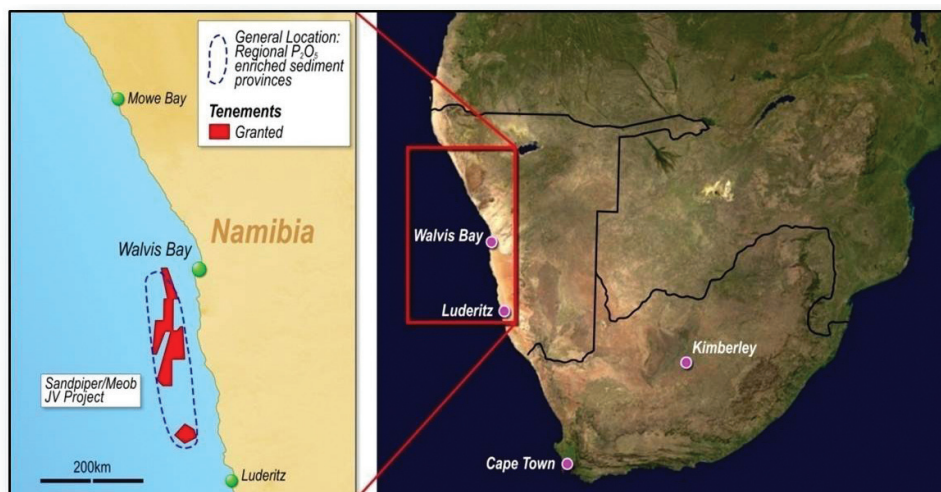 General Location:
Regional P₂O₅
enriched sediment
provinces
Tenements
Granted
Mowe Bay
Namibia
Walvis Bay
Sandpiper/Meob
JV Project
200km
Luderitz
Walvis Bay
Luderitz
Kimberley
Cape Town